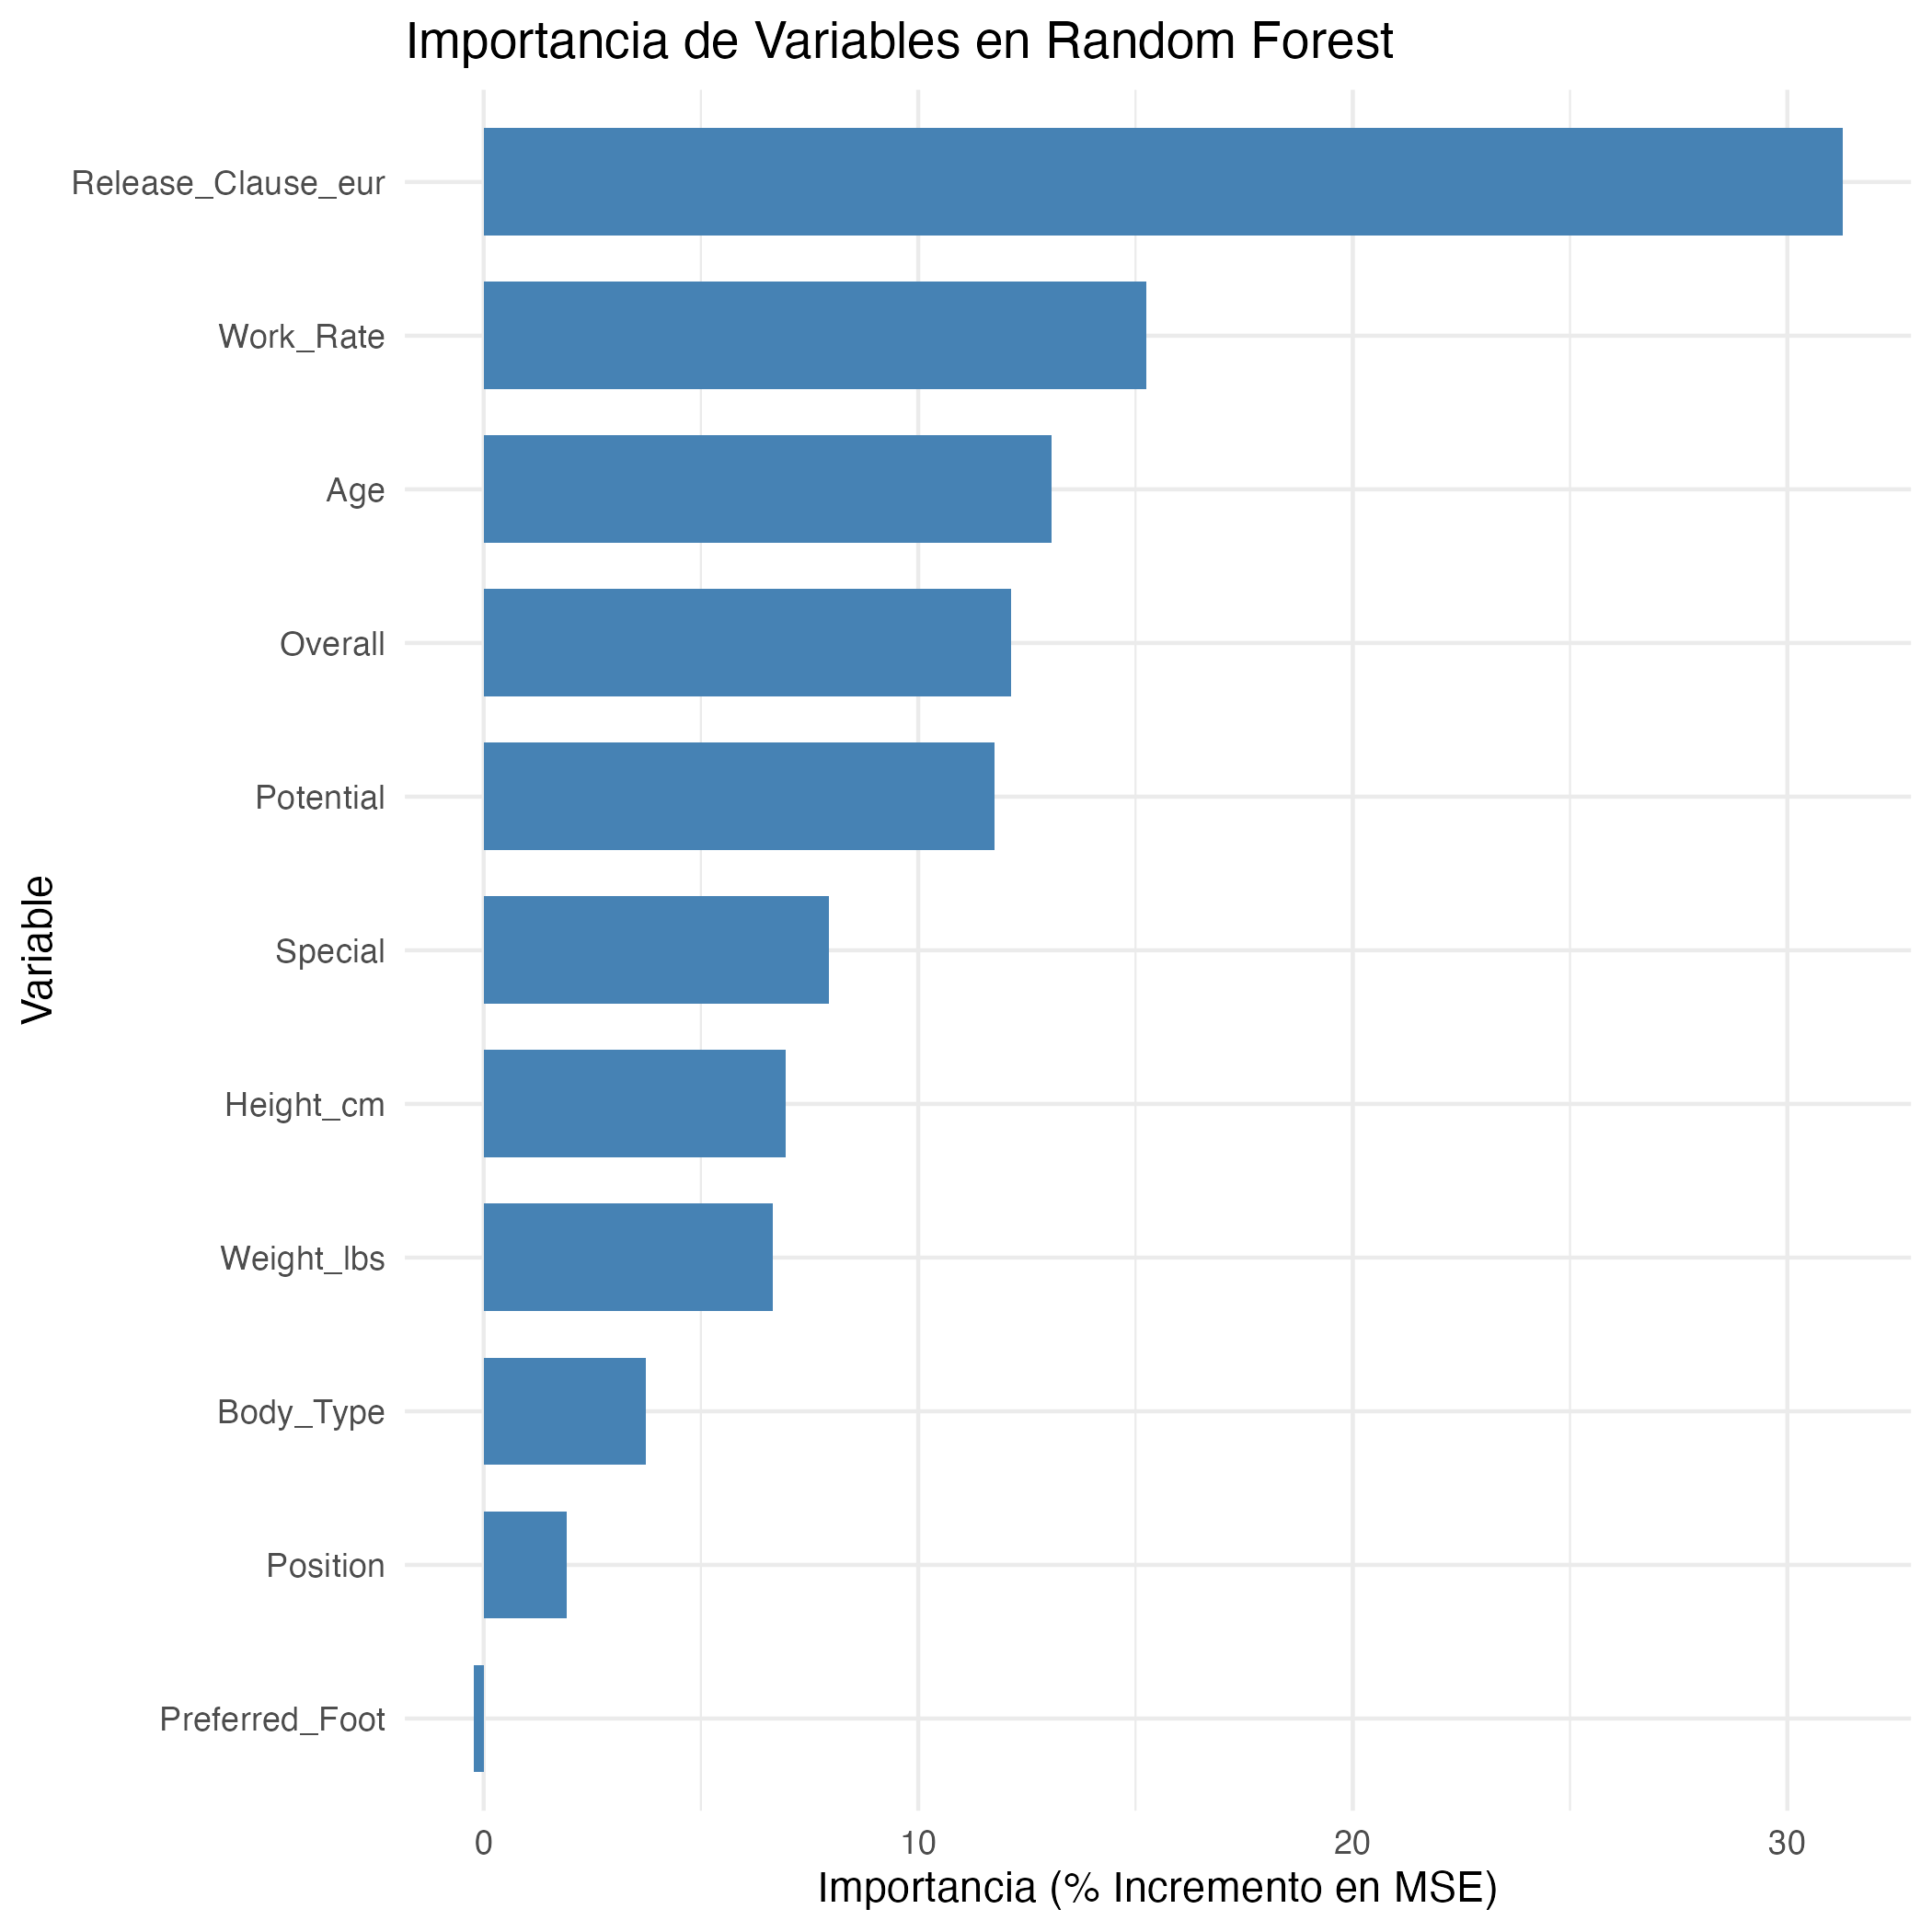 Importancia de Variables en Random Forest
Release_Clause_eur
Work_Rate
Age
Overall
Potential
Special
Height_cm
Weight_lbs
Body_Type
Position
Preferred_Foot
Variable
0 10 20 30
Importancia (% Incremento en MSE)